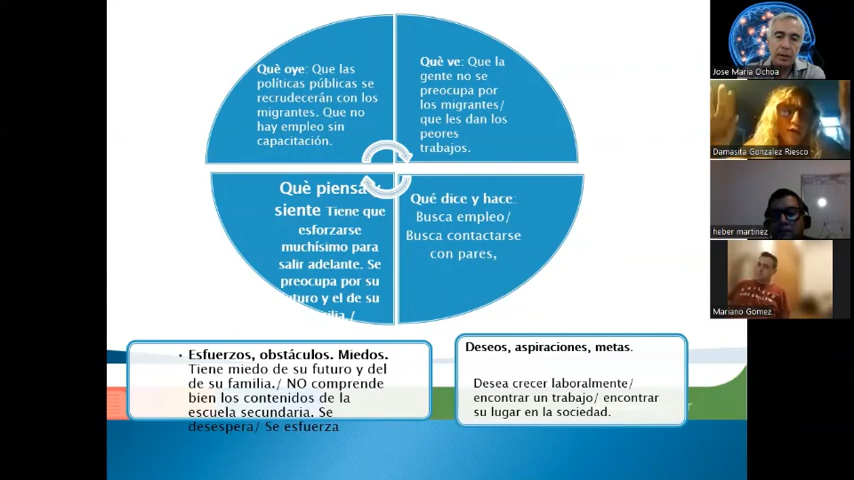 Què oye: Que las
políticas públicas se
recrudecerán con los
migrantes. Que no
hay empleo sin
capacitación.
Què ve: Que la
gente no se
preocupa por
los migrantes/
que les dan los
peores
trabajos.
Què piensa y
siente Tiene que
esforzarse
muchísimo para
salir adelante. Se
preocupa por su
futuro y el de su
familia./
Qué dice y hace:
Busca empleo/
Busca contactarse
con pares,
• Esfuerzos, obstáculos. Miedos.
Tiene miedo de su futuro y del
de su familia./ NO comprende
bien los contenidos de la
escuela secundaria. Se
desespera/ Se esfuerza
Deseos, aspiraciones, metas.
Desea crecer laboralmente/
encontrar un trabajo/ encontrar
su lugar en la sociedad.
Jose Maria Ochoa
Damasita Gonzalez Riesco
heber martinez
Mariano Gomez